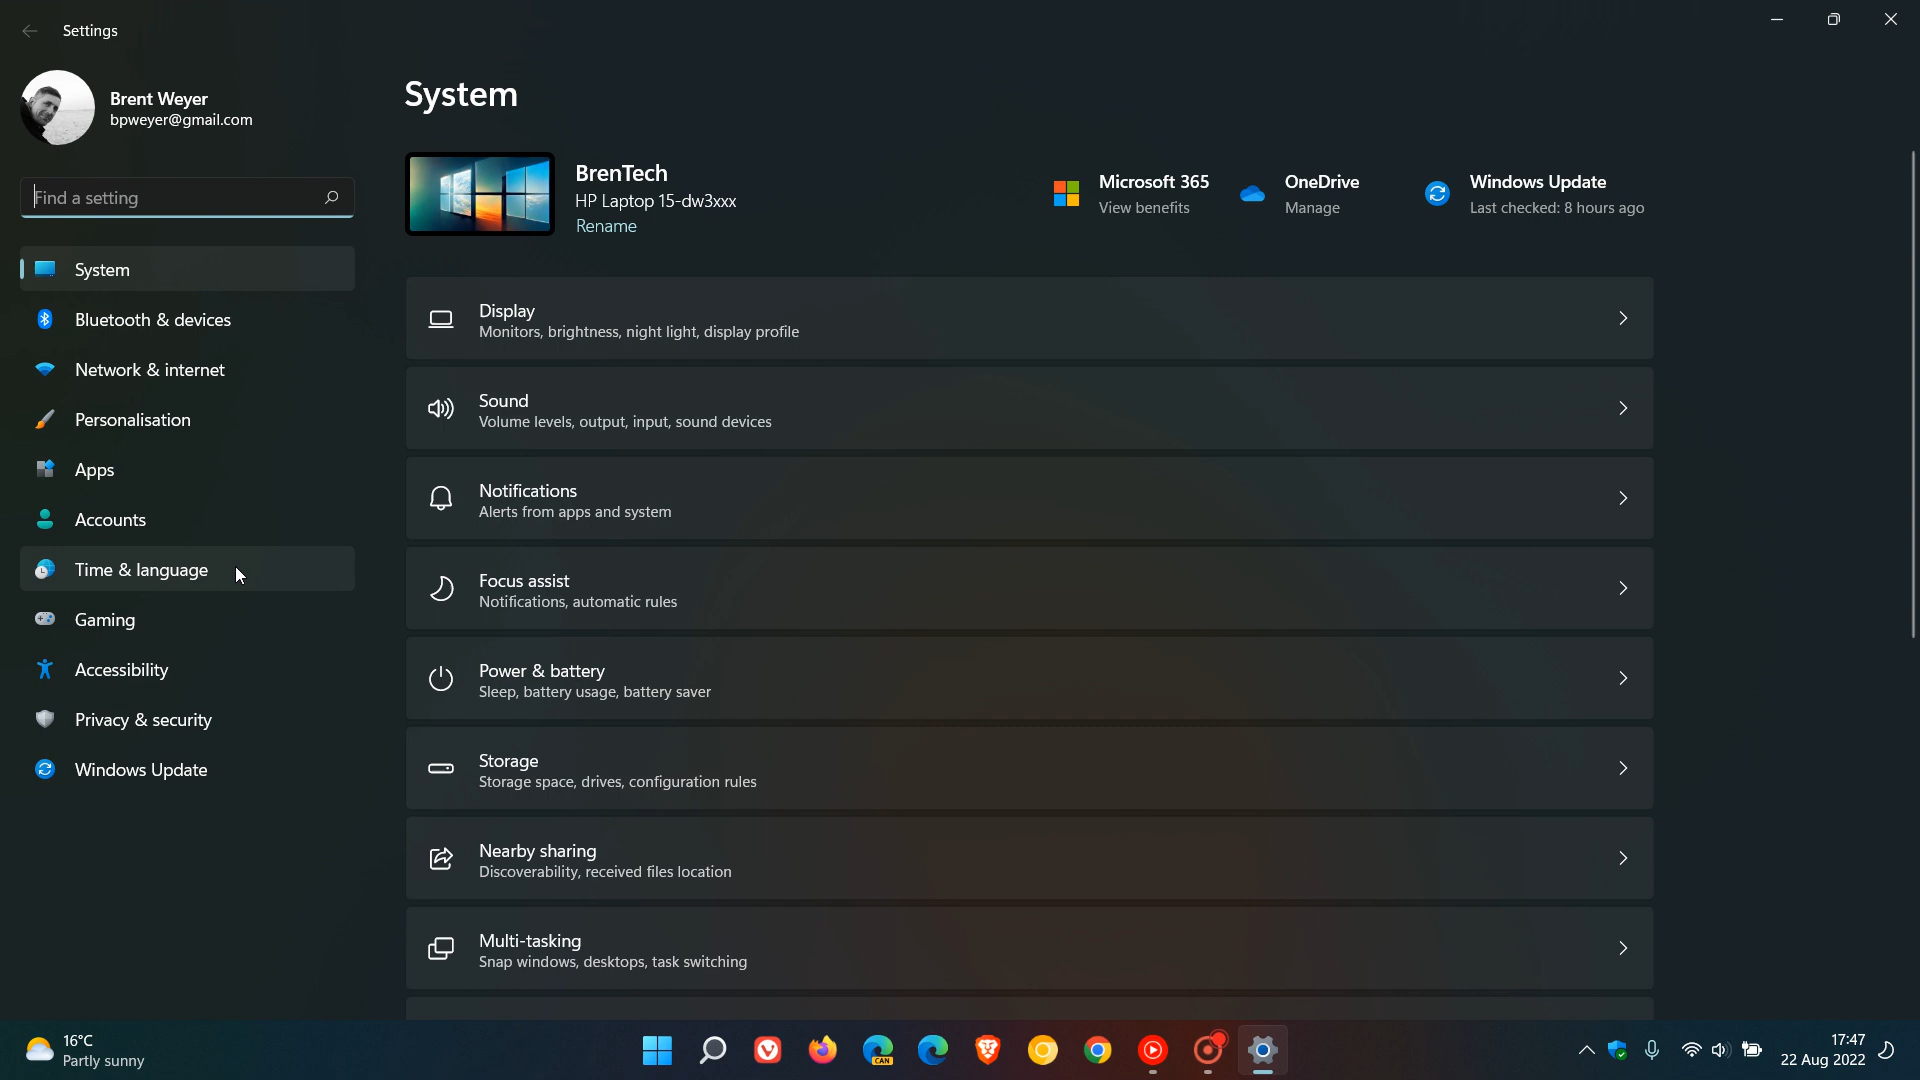 Settings
Brent Weyer
bpweyer@gmail.com
Find a setting
System
Bluetooth & devices
Network & internet
Personalisation
Apps
Accounts
Time & language
Gaming
Accessibility
Privacy & security
Windows Update
System
BrenTech
HP Laptop 15-dw3xxx
Rename
Microsoft 365
View benefits
OneDrive
Manage
Windows Update
Last checked: 8 hours ago
Display
Monitors, brightness, night light, display profile
Sound
Volume levels, output, input, sound devices
Notifications
Alerts from apps and system
Focus assist
Notifications, automatic rules
Power & battery
Sleep, battery usage, battery saver
Storage
Storage space, drives, configuration rules
Nearby sharing
Discoverability, received files location
Multi-tasking
Snap windows, desktops, task switching
16°C
Partly sunny
CAN
17:47
22 Aug 2022